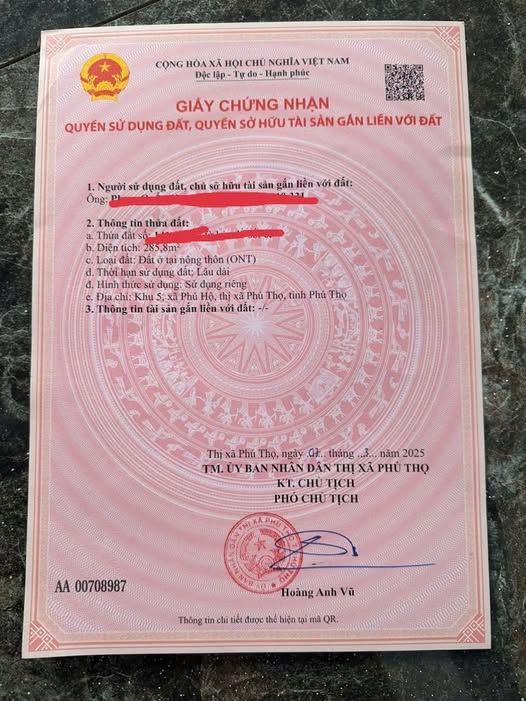 CỘNG HÒA XÃ HỘI CHỦ NGHĨA VIỆT NAM
Độc lập - Tự do - Hạnh phúc
GIẤY CHỨNG NHẬN
QUYỀN SỬ DỤNG ĐẤT, QUYỀN SỞ HỮU TÀI SẢN GẮN LIỀN VỚI ĐẤT
1. Người sử dụng đất, chủ sở hữu tài sản gắn liền với đất:
Ông:
2. Thông tin thửa đất:
a. Thửa đất số:
b. Diện tích: 285,8m²
c. Loại đất: Đất ở tại nông thôn (ONT)
d. Thời hạn sử dụng đất: Lâu dài
đ. Hình thức sử dụng: Sử dụng riêng
e. Địa chỉ: Khu 5, xã Phú Hộ, thị xã Phú Thọ, tỉnh Phú Thọ
3. Thông tin tài sản gắn liền với đất: -/-
Thị xã Phú Thọ, ngày ... tháng ..3.. năm 2025
TM. ỦY BAN NHÂN DÂN THỊ XÃ PHÚ THỌ
KT. CHỦ TỊCH
PHÓ CHỦ TỊCH
Hoàng Anh Vũ
AA 00708987
Thông tin chi tiết được thể hiện tại mã QR.